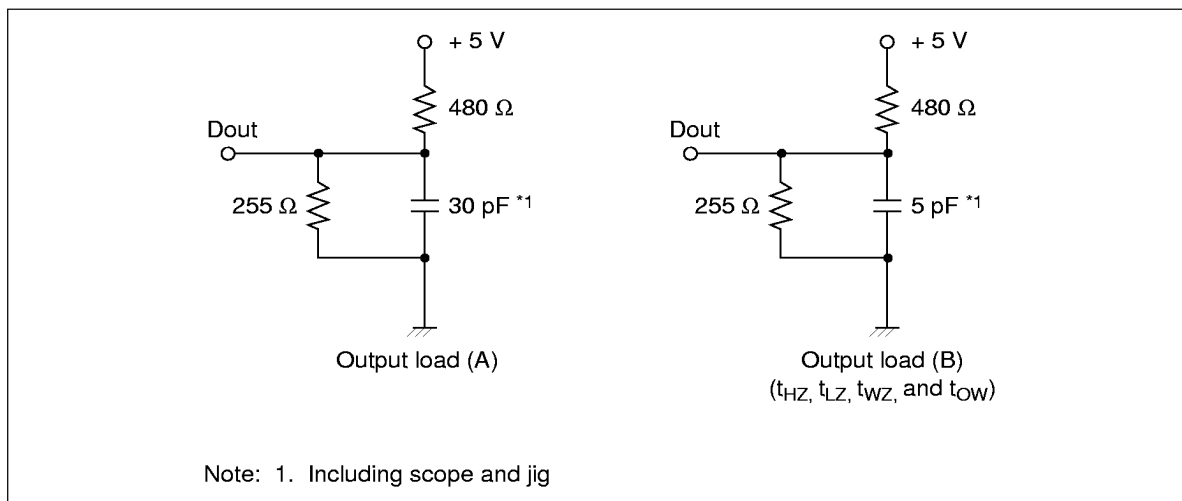 + 5 V
480 Ω
Dout
255 Ω
30 pF *1
Output load (A)
+ 5 V
480 Ω
Dout
255 Ω
5 pF *1
Output load (B)
(tHZ, tLZ, tWZ, and tOW)
Note: 1. Including scope and jig